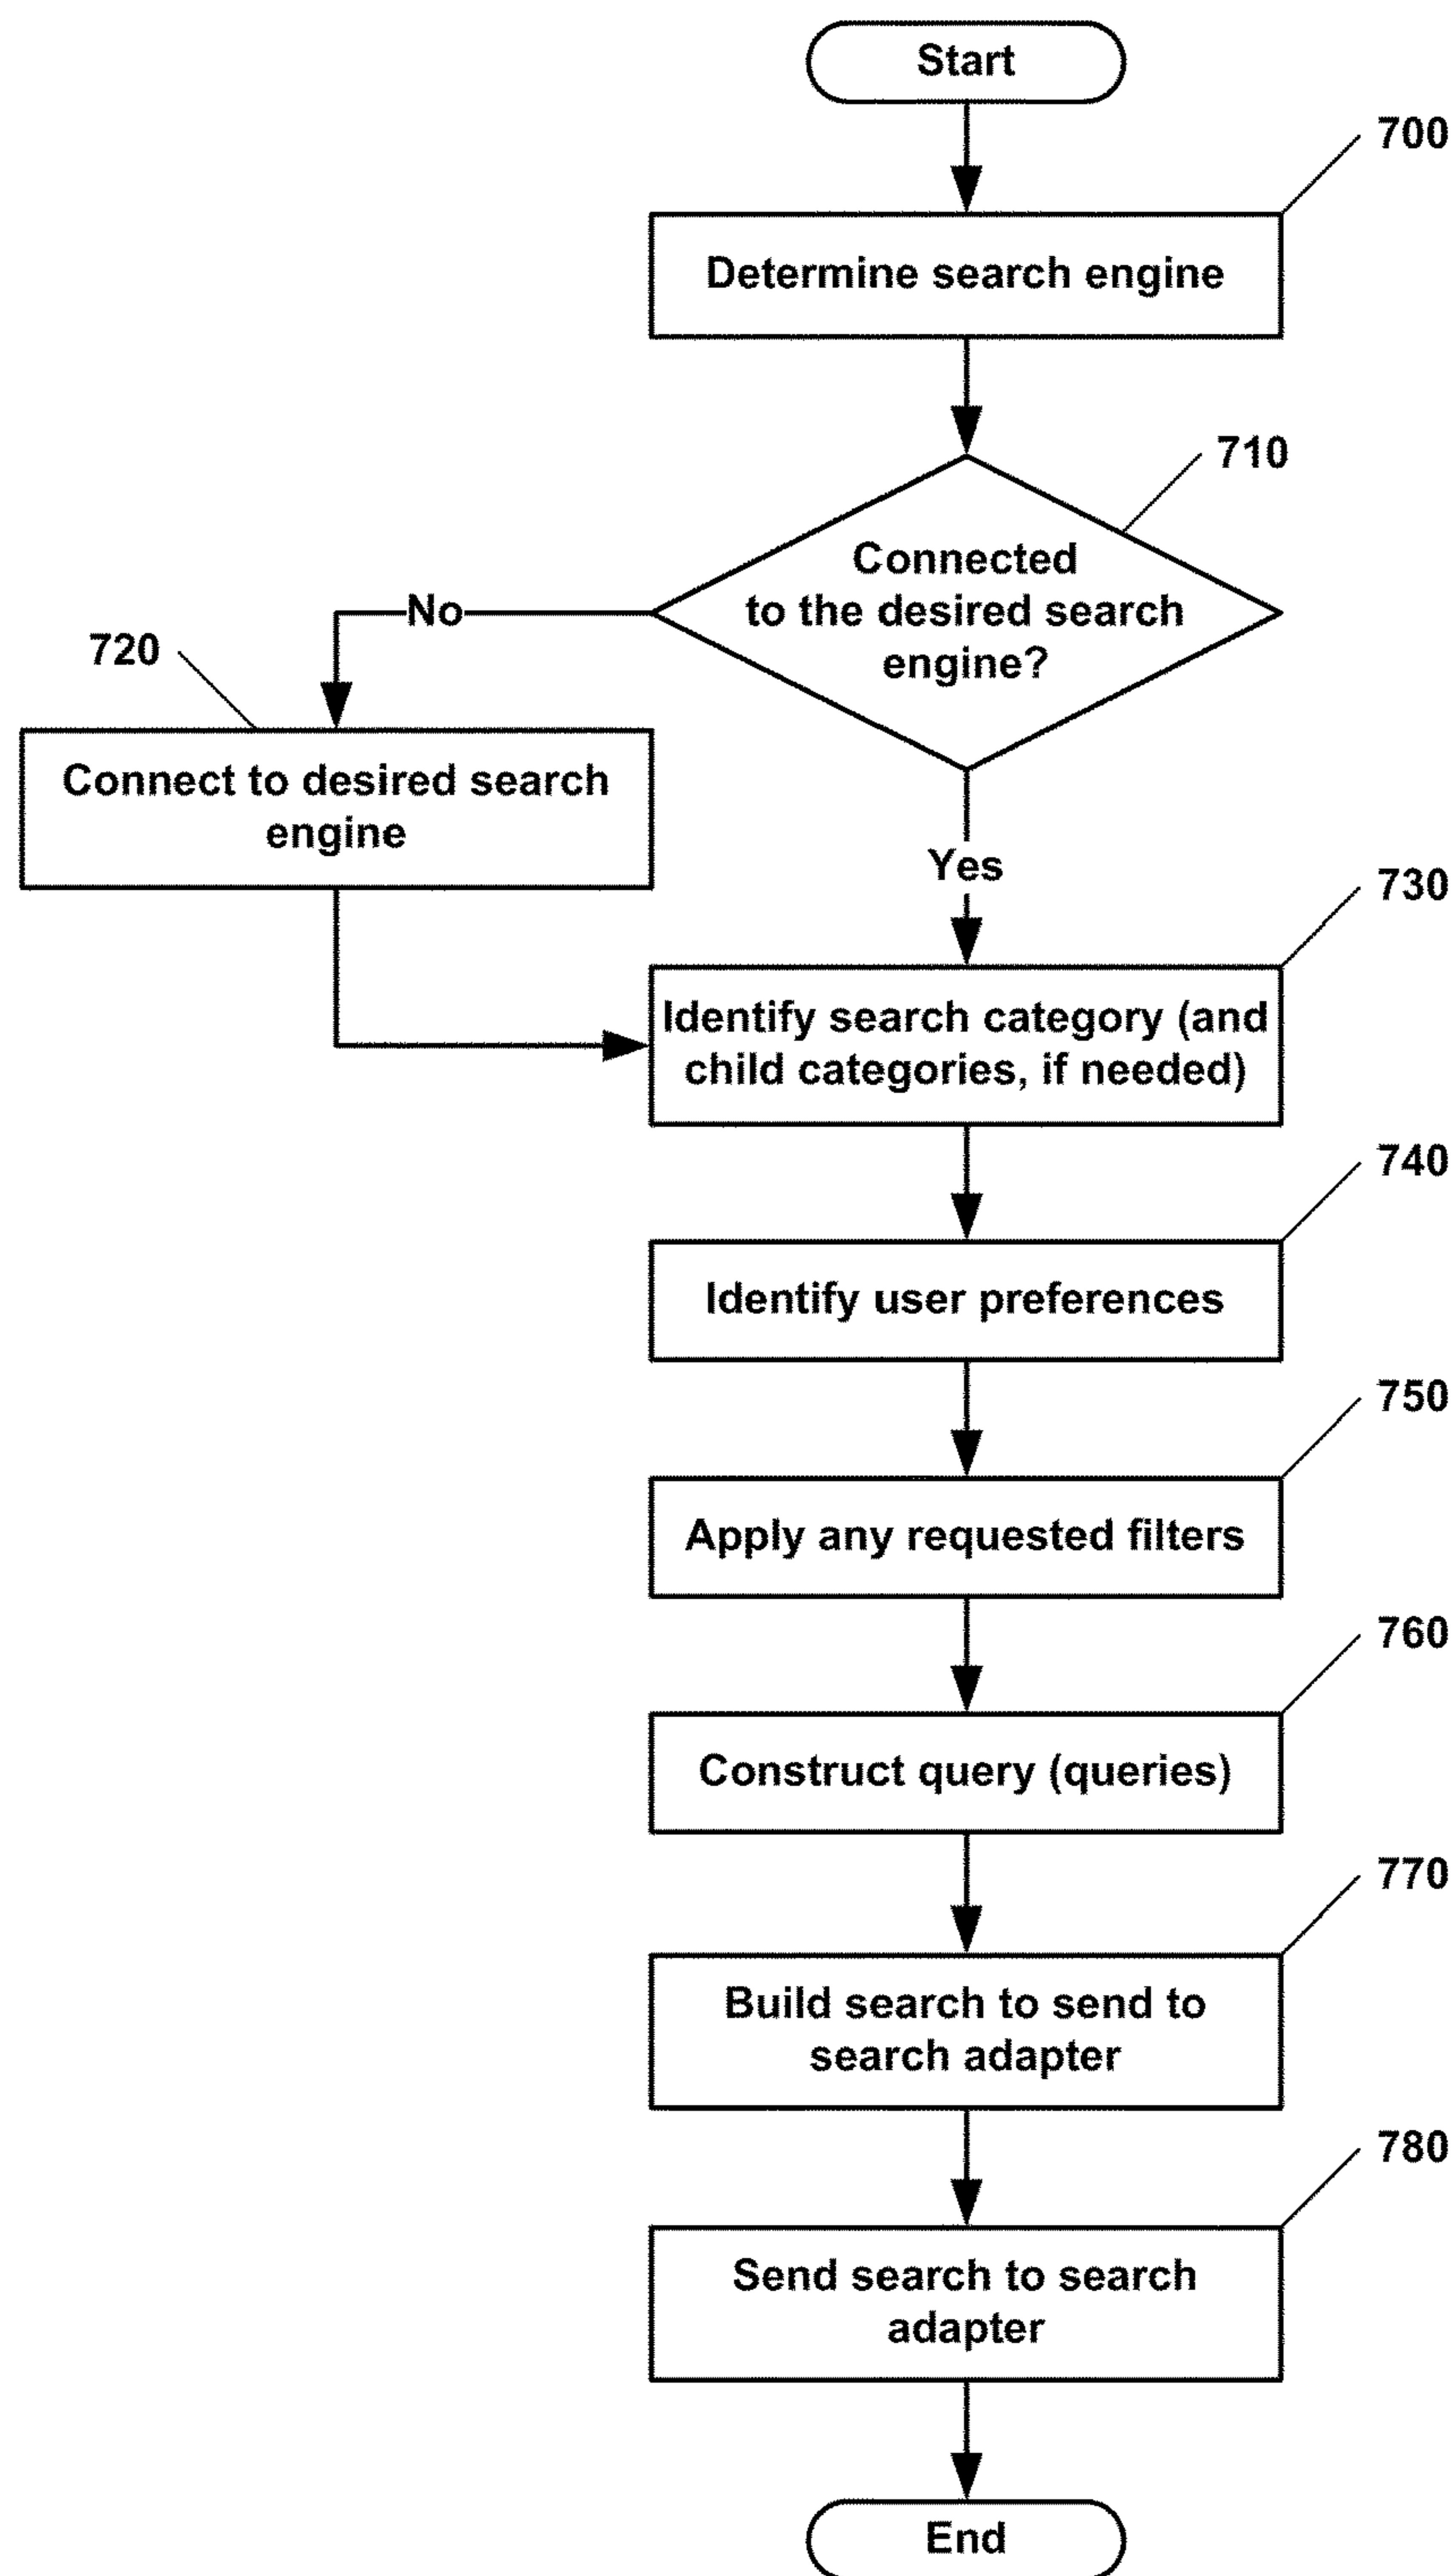 Start
700
Determine search engine
710
Connected
to the desired search
engine?
No
720
Connect to desired search
engine
Yes
730
Identify search category (and
child categories, if needed)
740
Identify user preferences
750
Apply any requested filters
760
Construct query (queries)
770
Build search to send to
search adapter
780
Send search to search
adapter
End